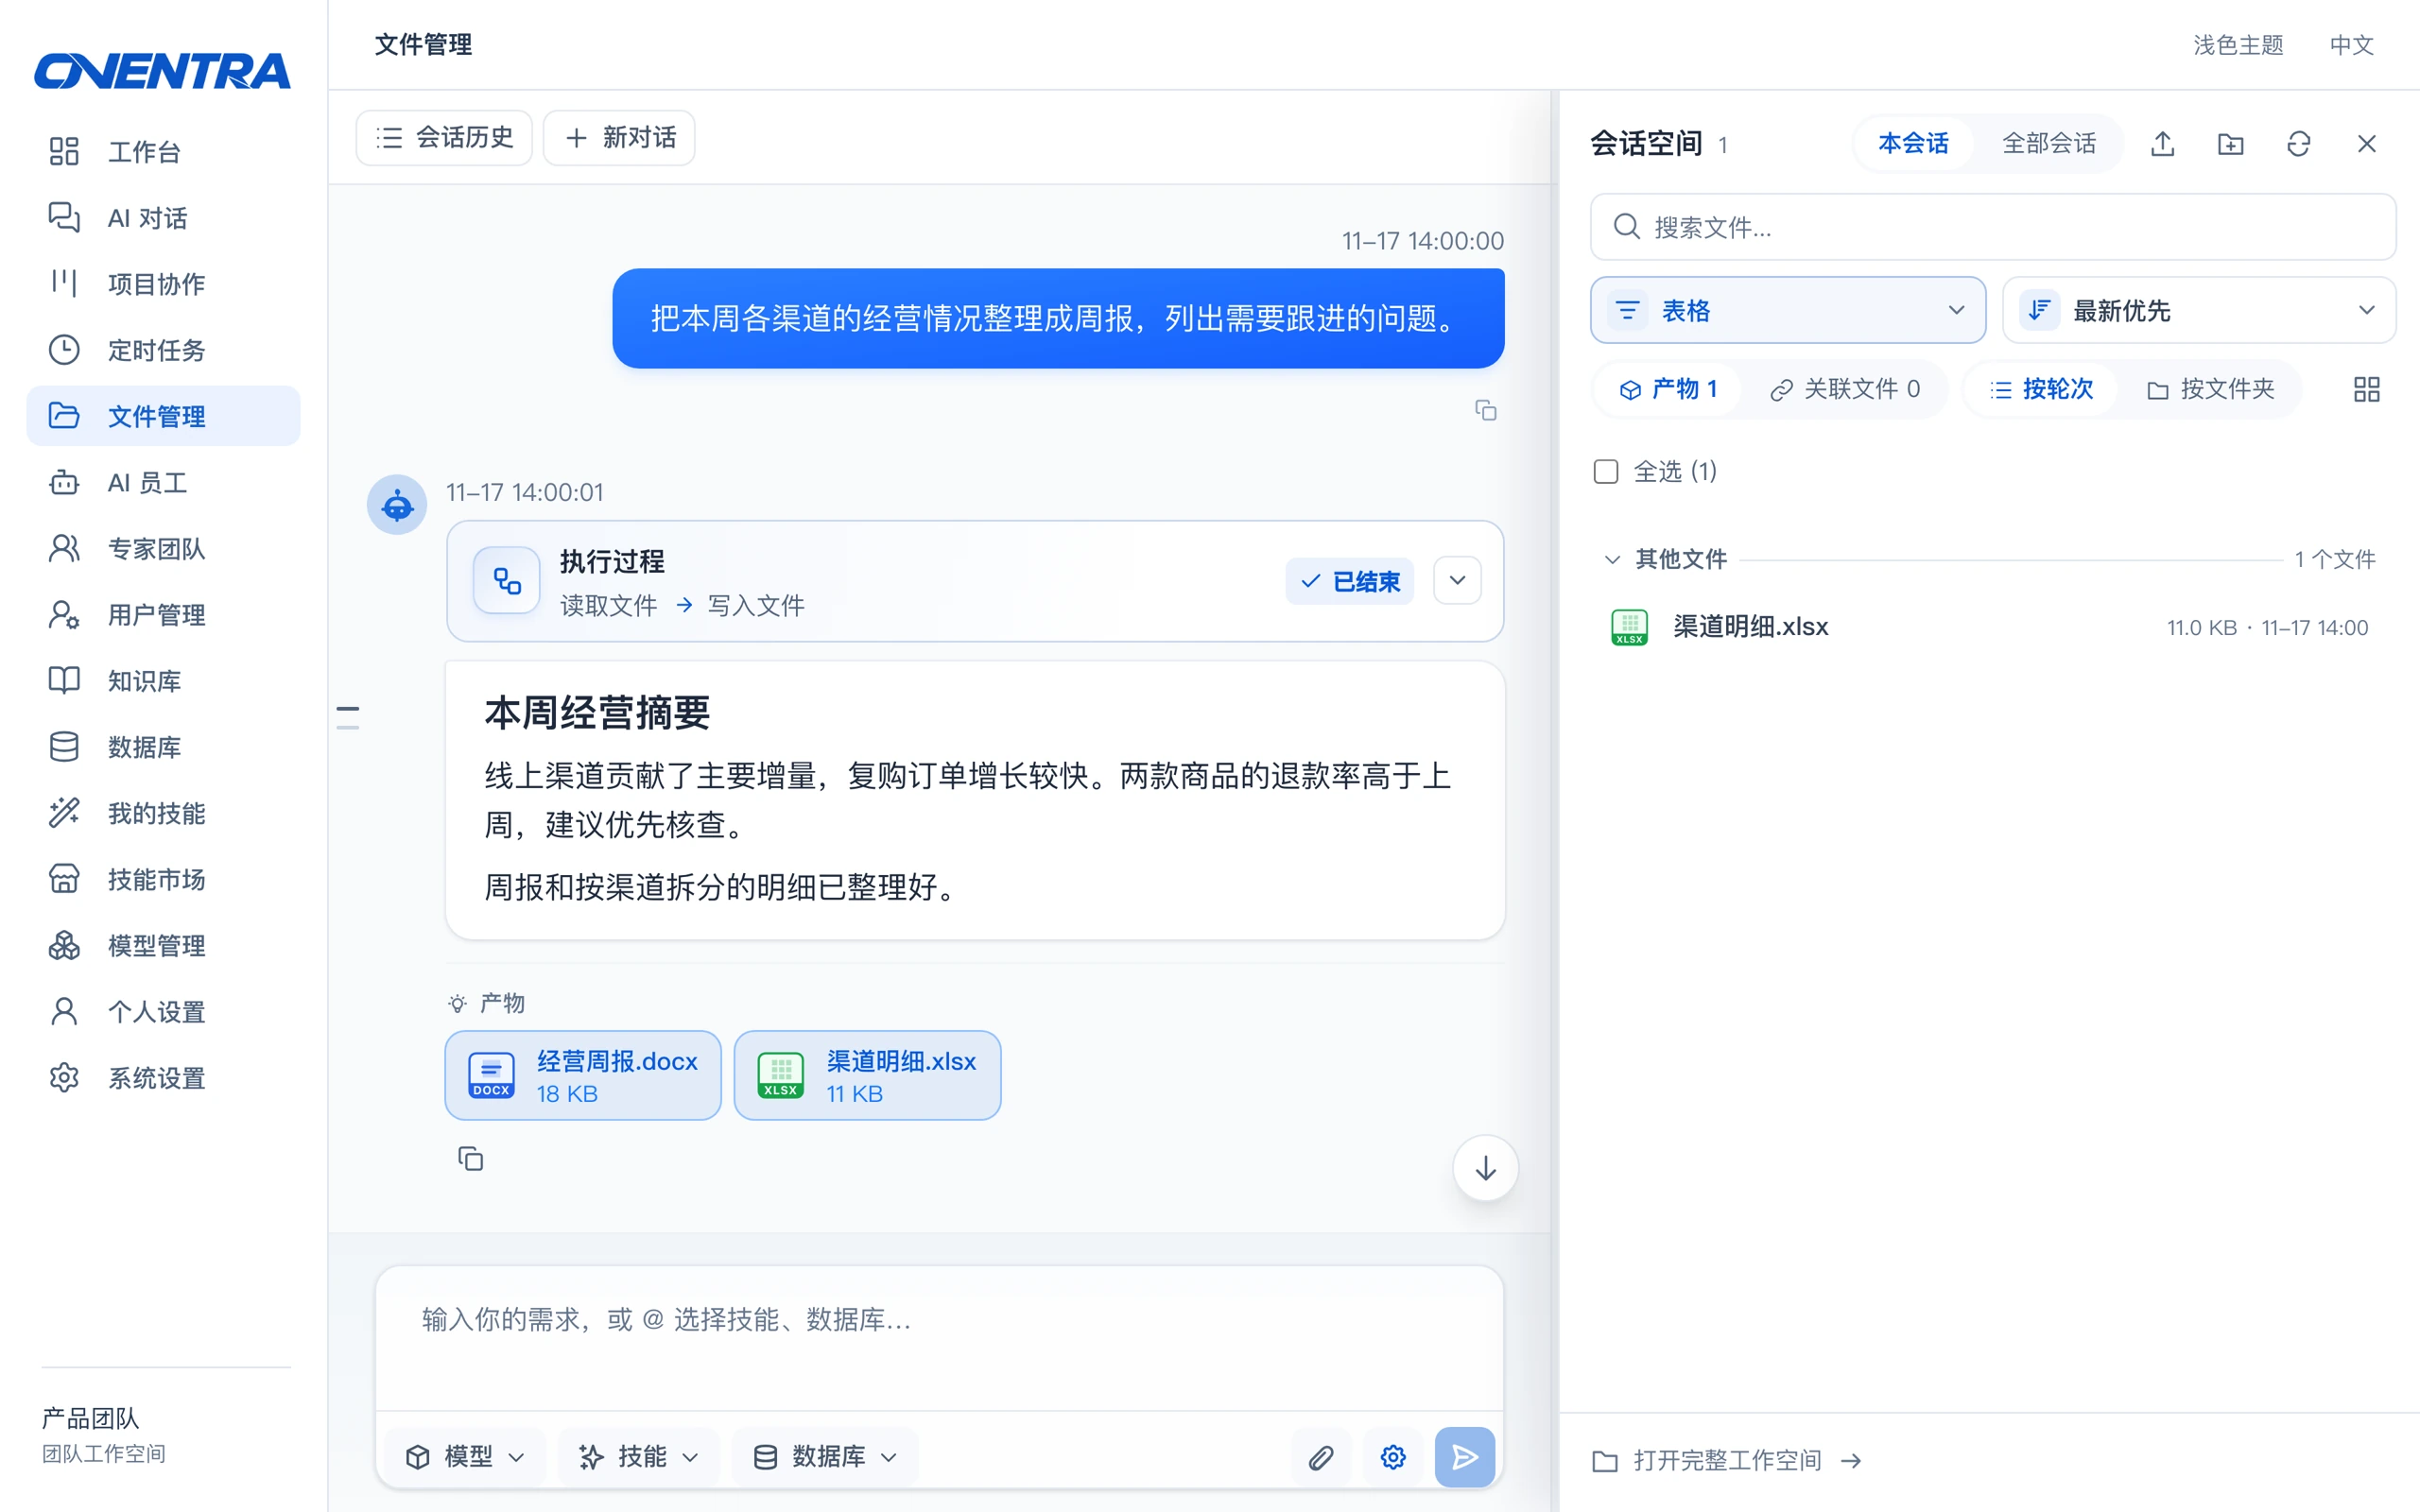 ONENTRA
工作台
AI 对话
项目协作
定时任务
文件管理
AI 员工
专家团队
用户管理
知识库
数据库
我的技能
技能市场
模型管理
个人设置
系统设置
产品团队
团队工作空间
文件管理
浅色主题
中文
会话历史
新对话
11–17 14:00:00
把本周各渠道的经营情况整理成周报，列出需要跟进的问题。
11–17 14:00:01
执行过程
读取文件 → 写入文件
已结束
本周经营摘要
线上渠道贡献了主要增量，复购订单增长较快。两款商品的退款率高于上
周，建议优先核查。
周报和按渠道拆分的明细已整理好。
产物
DOCX
经营周报.docx
18 KB
XLSX
渠道明细.xlsx
11 KB
输入你的需求，或 @ 选择技能、数据库...
模型
技能
数据库
会话空间 1
本会话
全部会话
搜索文件...
表格
最新优先
产物 1
关联文件 0
按轮次
按文件夹
全选 (1)
其他文件
1 个文件
XLSX
渠道明细.xlsx
11.0 KB · 11–17 14:00
打开完整工作空间 →